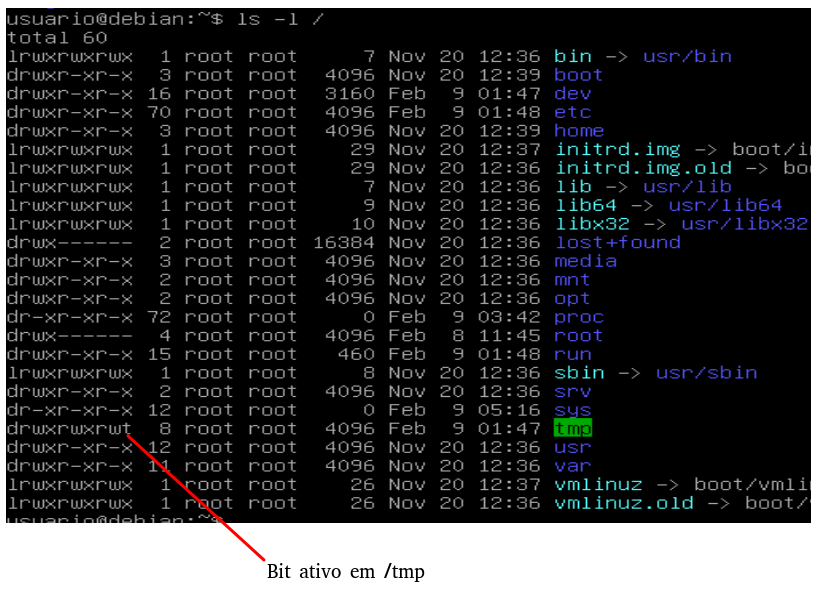 usuario@debian:~$ ls -l /
total 60
lrwxrwxrwx 1 root root 7 Nov 20 12:36 bin -> usr/bin
drwxr-xr-x 3 root root 4096 Nov 20 12:39 boot
drwxr-xr-x 16 root root 3160 Feb 9 01:47 dev
drwxr-xr-x 70 root root 4096 Feb 9 01:48 etc
drwxr-xr-x 3 root root 4096 Nov 20 12:39 home
lrwxrwxrwx 1 root root 29 Nov 20 12:37 initrd.img -> boot/i
lrwxrwxrwx 1 root root 29 Nov 20 12:36 initrd.img.old -> bo
lrwxrwxrwx 1 root root 7 Nov 20 12:36 lib -> usr/lib
lrwxrwxrwx 1 root root 9 Nov 20 12:36 lib64 -> usr/lib64
lrwxrwxrwx 1 root root 10 Nov 20 12:36 libx32 -> usr/libx32
drwx------ 2 root root 16384 Nov 20 12:36 lost+found
drwxr-xr-x 3 root root 4096 Nov 20 12:36 media
drwxr-xr-x 2 root root 4096 Nov 20 12:36 mnt
drwxr-xr-x 2 root root 4096 Nov 20 12:36 opt
dr-xr-xr-x 72 root root 0 Feb 9 03:42 proc
drwx------ 4 root root 4096 Feb 8 11:45 root
drwxr-xr-x 15 root root 460 Feb 9 01:48 run
lrwxrwxrwx 1 root root 8 Nov 20 12:36 sbin -> usr/sbin
drwxr-xr-x 2 root root 4096 Nov 20 12:36 srv
dr-xr-xr-x 12 root root 0 Feb 9 05:16 sys
drwxrwxrwt 8 root root 4096 Feb 9 01:47 tmp
drwxr-xr-x 12 root root 4096 Nov 20 12:36 usr
drwxr-xr-x 11 root root 4096 Nov 20 12:36 var
lrwxrwxrwx 1 root root 26 Nov 20 12:37 vmlinuz -> boot/vmli
lrwxrwxrwx 1 root root 26 Nov 20 12:36 vmlinuz.old -> boot/
usuario@debian:~$
Bit ativo em /tmp